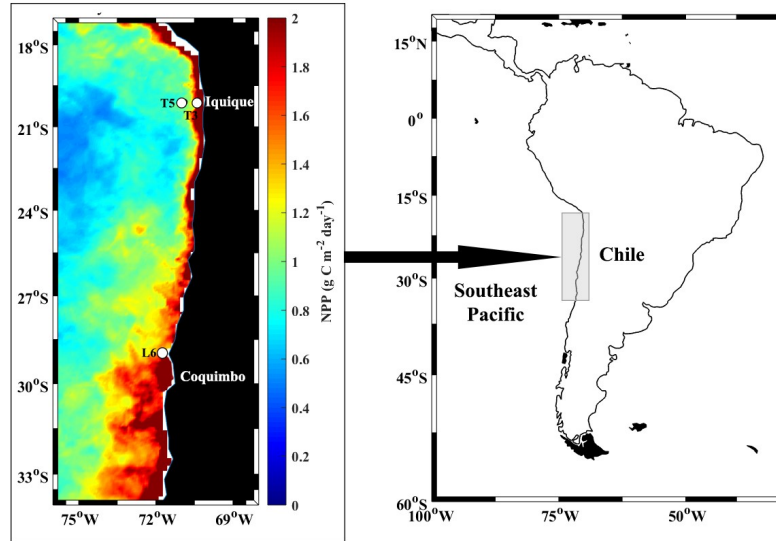 18°S
21°S
24°S
27°S
30°S
33°S
75°W
72°W
69°W
T5
T3
Iquique
L6
Coquimbo
2
1.8
1.6
1.4
1.2
1
0.8
0.6
0.4
0.2
0
NPP (g C m⁻² day⁻¹)
15°N
0°
15°S
30°S
45°S
60°S
100°W
75°W
50°W
Chile
Southeast
Pacific